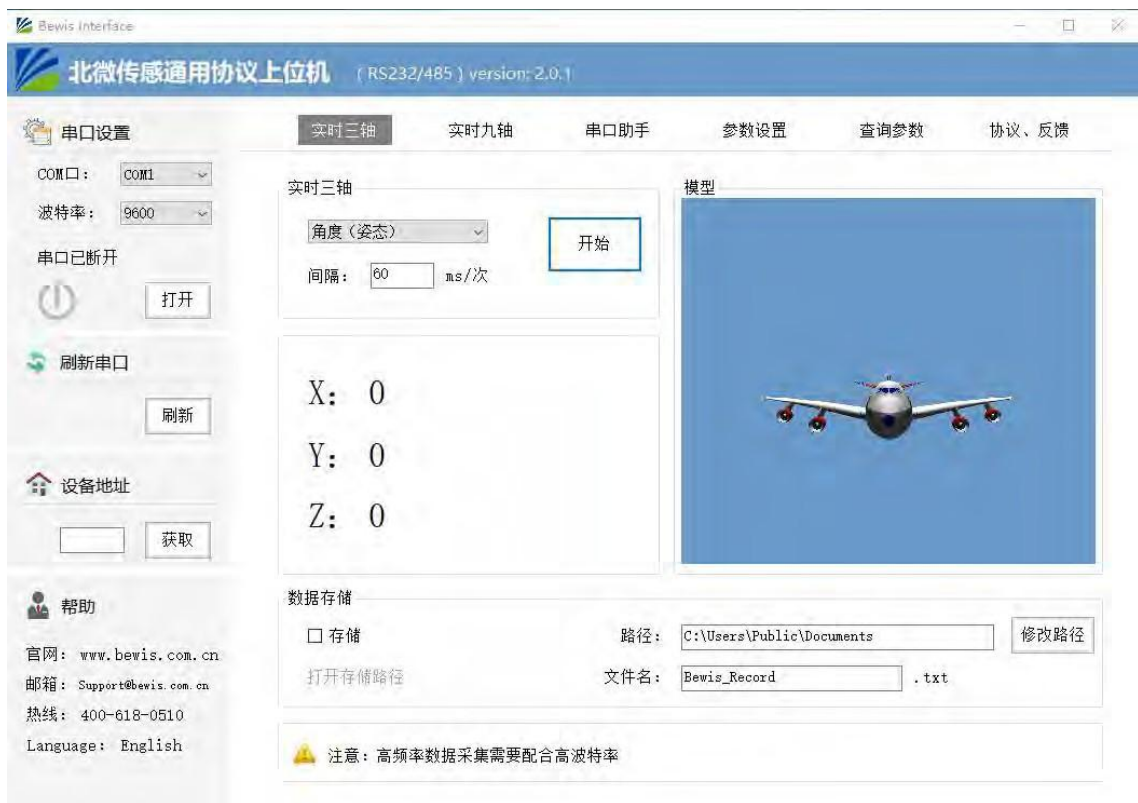 Bewis Interface
北微传感通用协议上位机 (RS232/485) version: 2.0.1
串口设置
COM口: COM1
波特率: 9600
串口已断开
打开
刷新串口
刷新
设备地址
获取
帮助
官网: www.bewis.com.cn
邮箱: Support@bewis.com.cn
热线: 400-618-0510
Language: English
实时三轴 实时九轴 串口助手 参数设置 查询参数 协议、反馈
实时三轴
角度（姿态）
开始
间隔: 60 ms/次
X: 0
Y: 0
Z: 0
模型
数据存储
存储
路径: C:\Users\Public\Documents 修改路径
打开存储路径
文件名: Bewis_Record .txt
注意：高频率数据采集需要配合高波特率